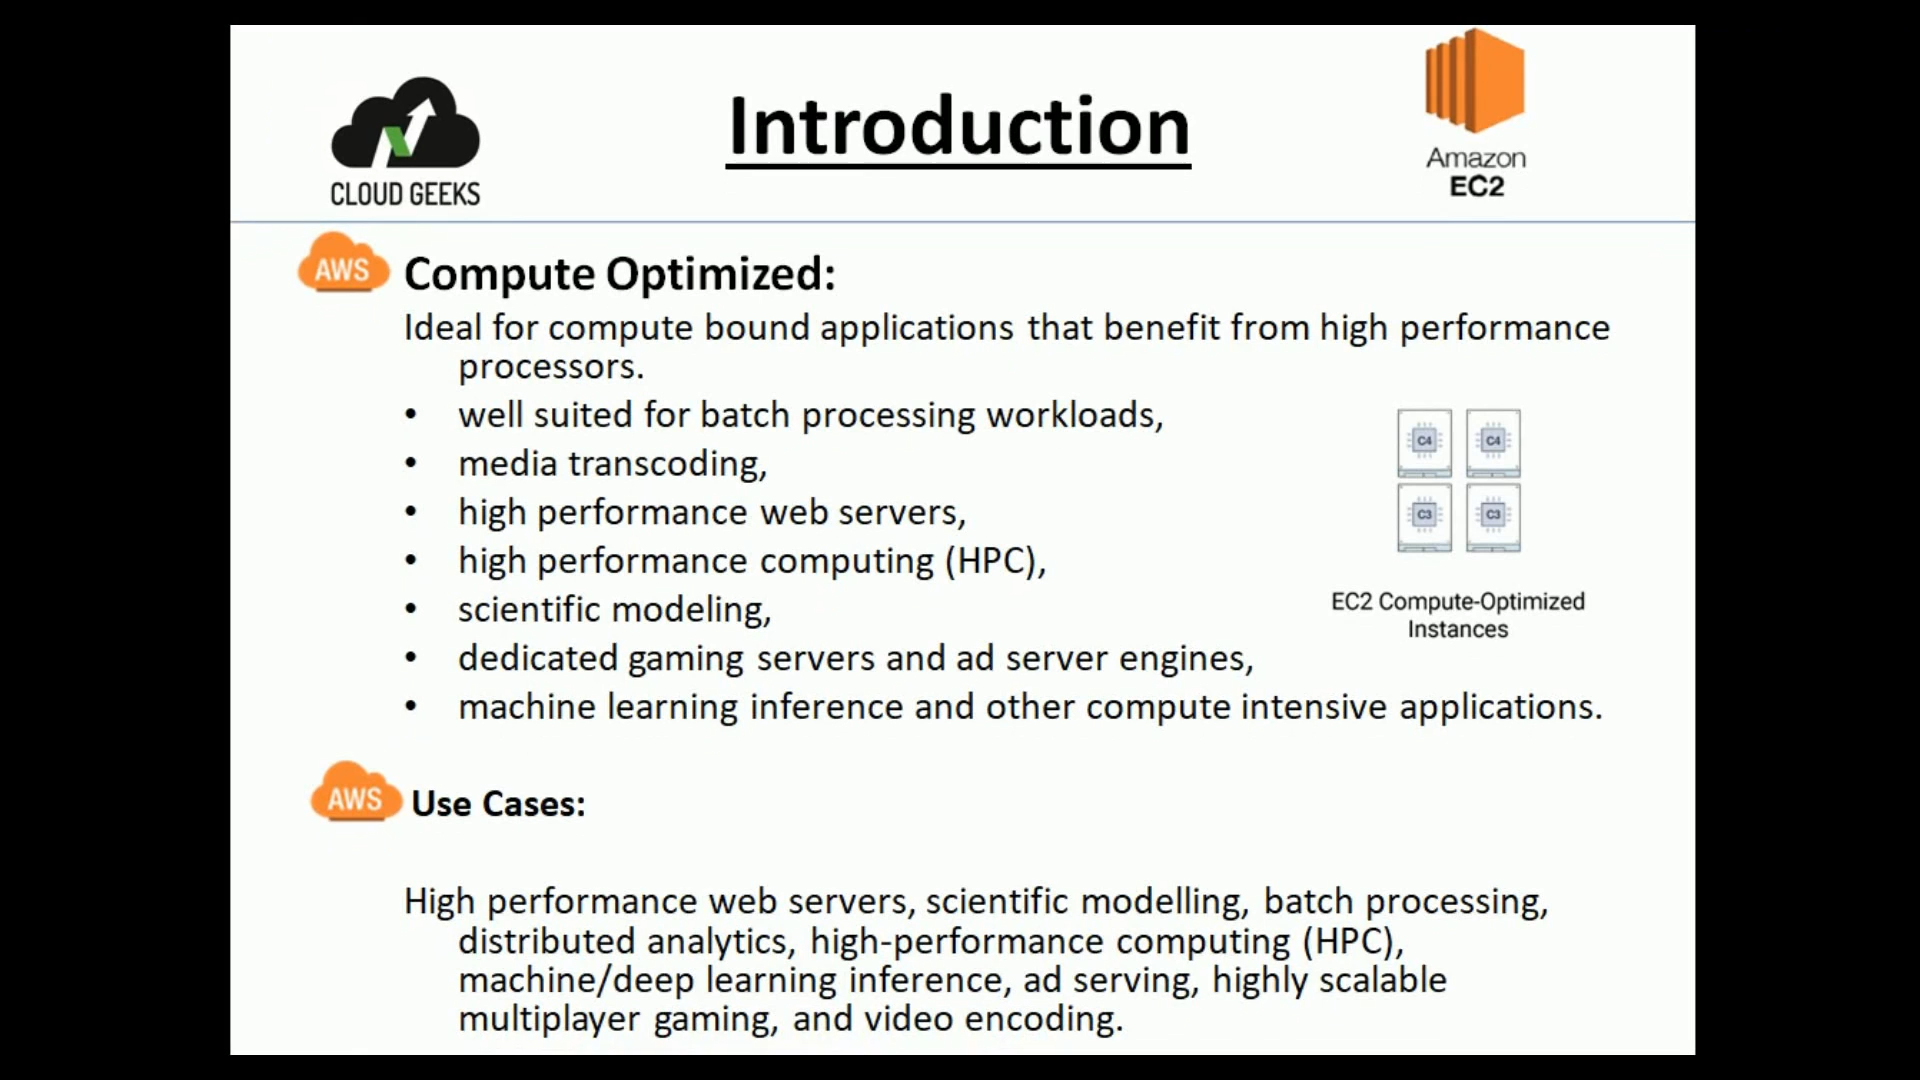 Introduction
CLOUD GEEKS
Amazon
EC2
AWS
Compute Optimized:
Ideal for compute bound applications that benefit from high performance
processors.
• well suited for batch processing workloads,
• media transcoding,
• high performance web servers,
• high performance computing (HPC),
• scientific modeling,
• dedicated gaming servers and ad server engines,
• machine learning inference and other compute intensive applications.
C4 C4
C3 C3
EC2 Compute-Optimized
Instances
AWS
Use Cases:
High performance web servers, scientific modelling, batch processing,
distributed analytics, high-performance computing (HPC),
machine/deep learning inference, ad serving, highly scalable
multiplayer gaming, and video encoding.